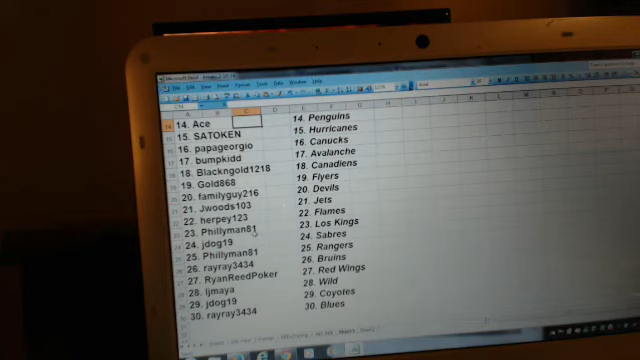 Microsoft Excel
14. Ace 14. Penguins
15. SATOKEN 15. Hurricanes
16. papageorgio 16. Canucks
17. bumpkidd 17. Avalanche
18. Blackngold1218 18. Canadiens
19. Gold868 19. Flyers
20. familyguy216 20. Devils
21. Jwoods103 21. Jets
22. herpey123 22. Flames
23. Phillyman81 23. Los Kings
24. jdog19 24. Sabres
25. Phillyman81 25. Rangers
26. rayray3434 26. Bruins
27. RyanReedPoker 27. Red Wings
28. ljmaya 28. Wild
29. jdog19 29. Coyotes
30. rayray3434 30. Blues